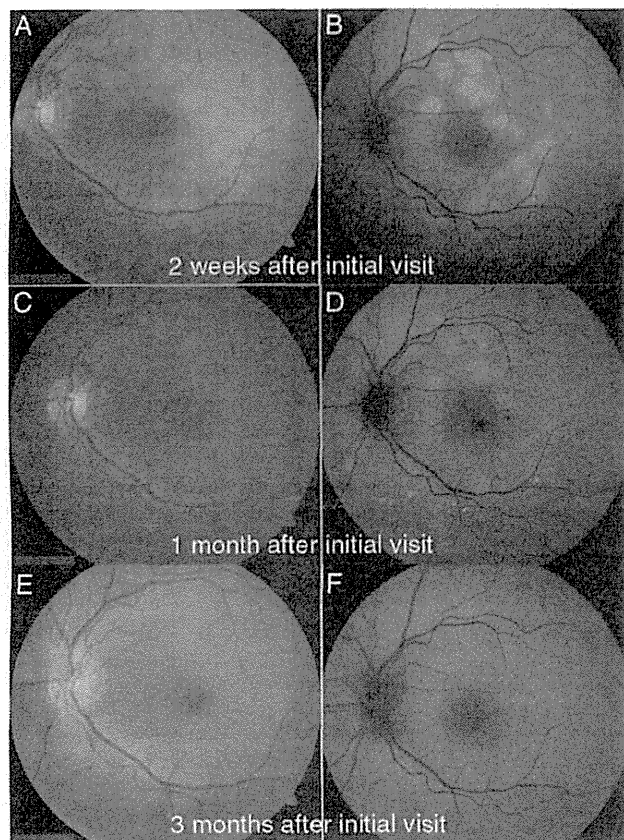 A B
2 weeks after initial visit
C D
1 month after initial visit
E F
3 months after initial visit